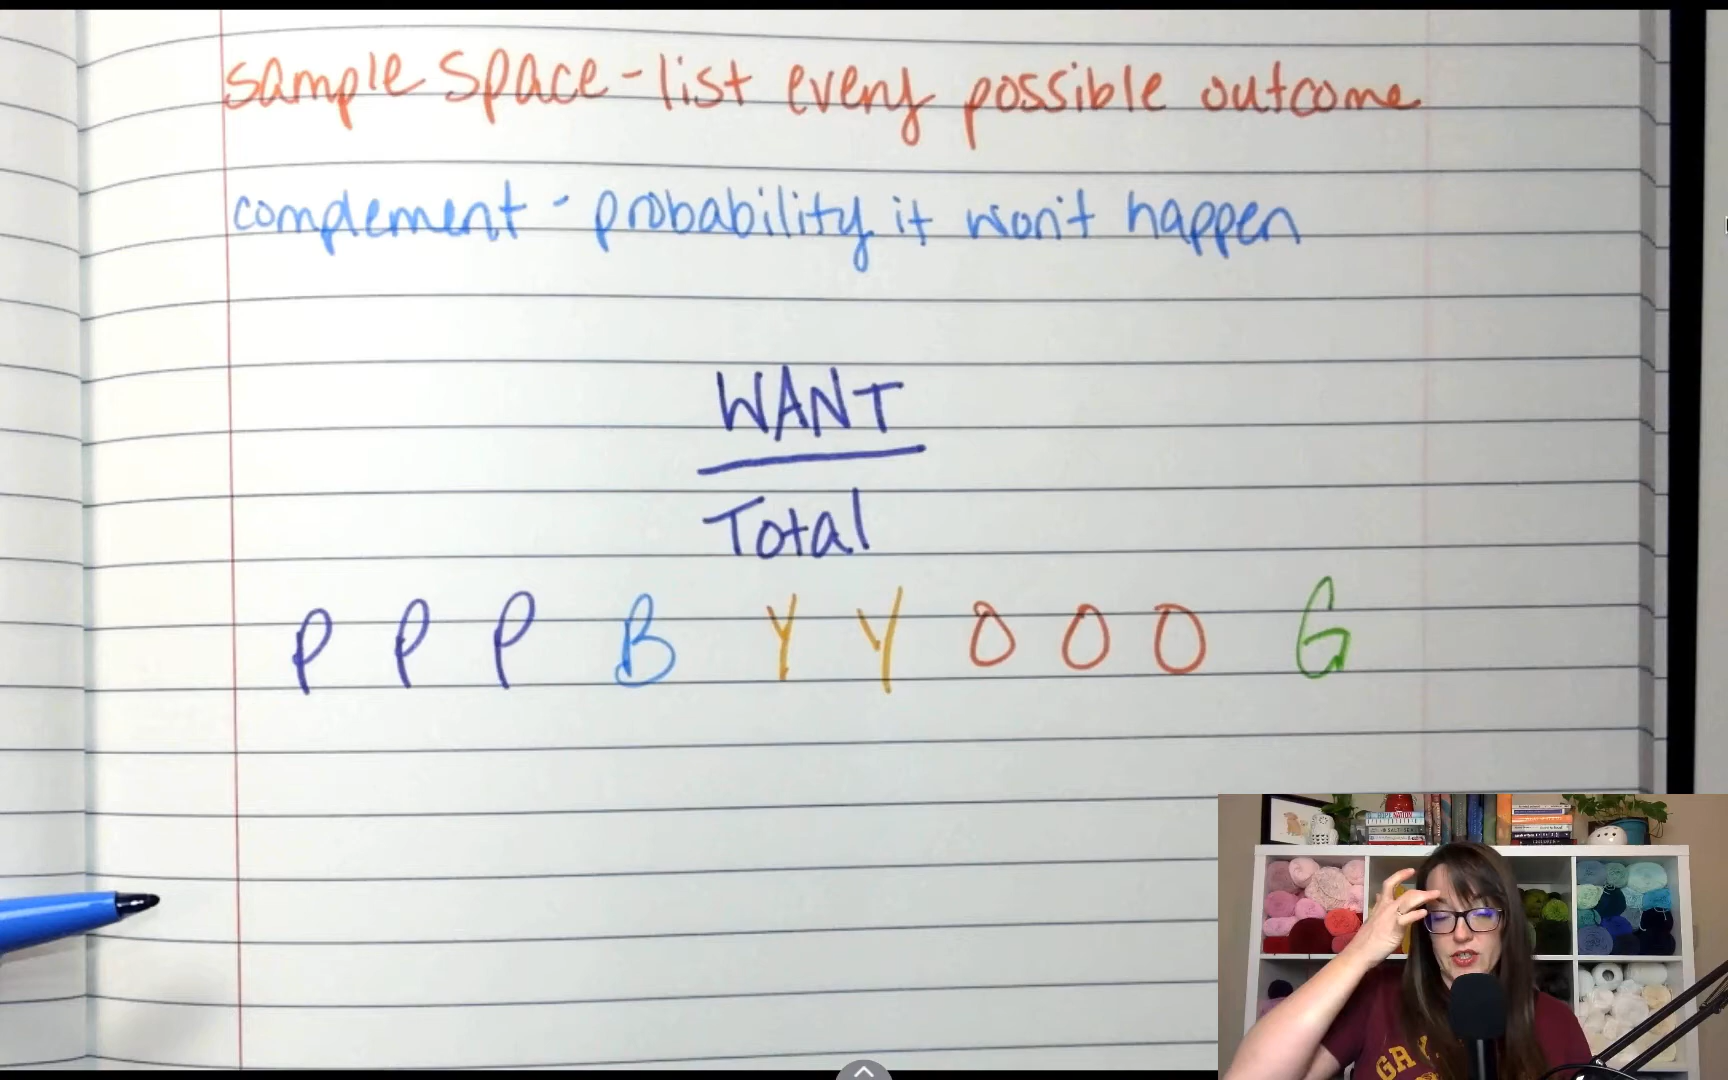 sample space - list every possible outcome
complement - probability it won't happen
WANT
Total
P P P B Y Y O O O G